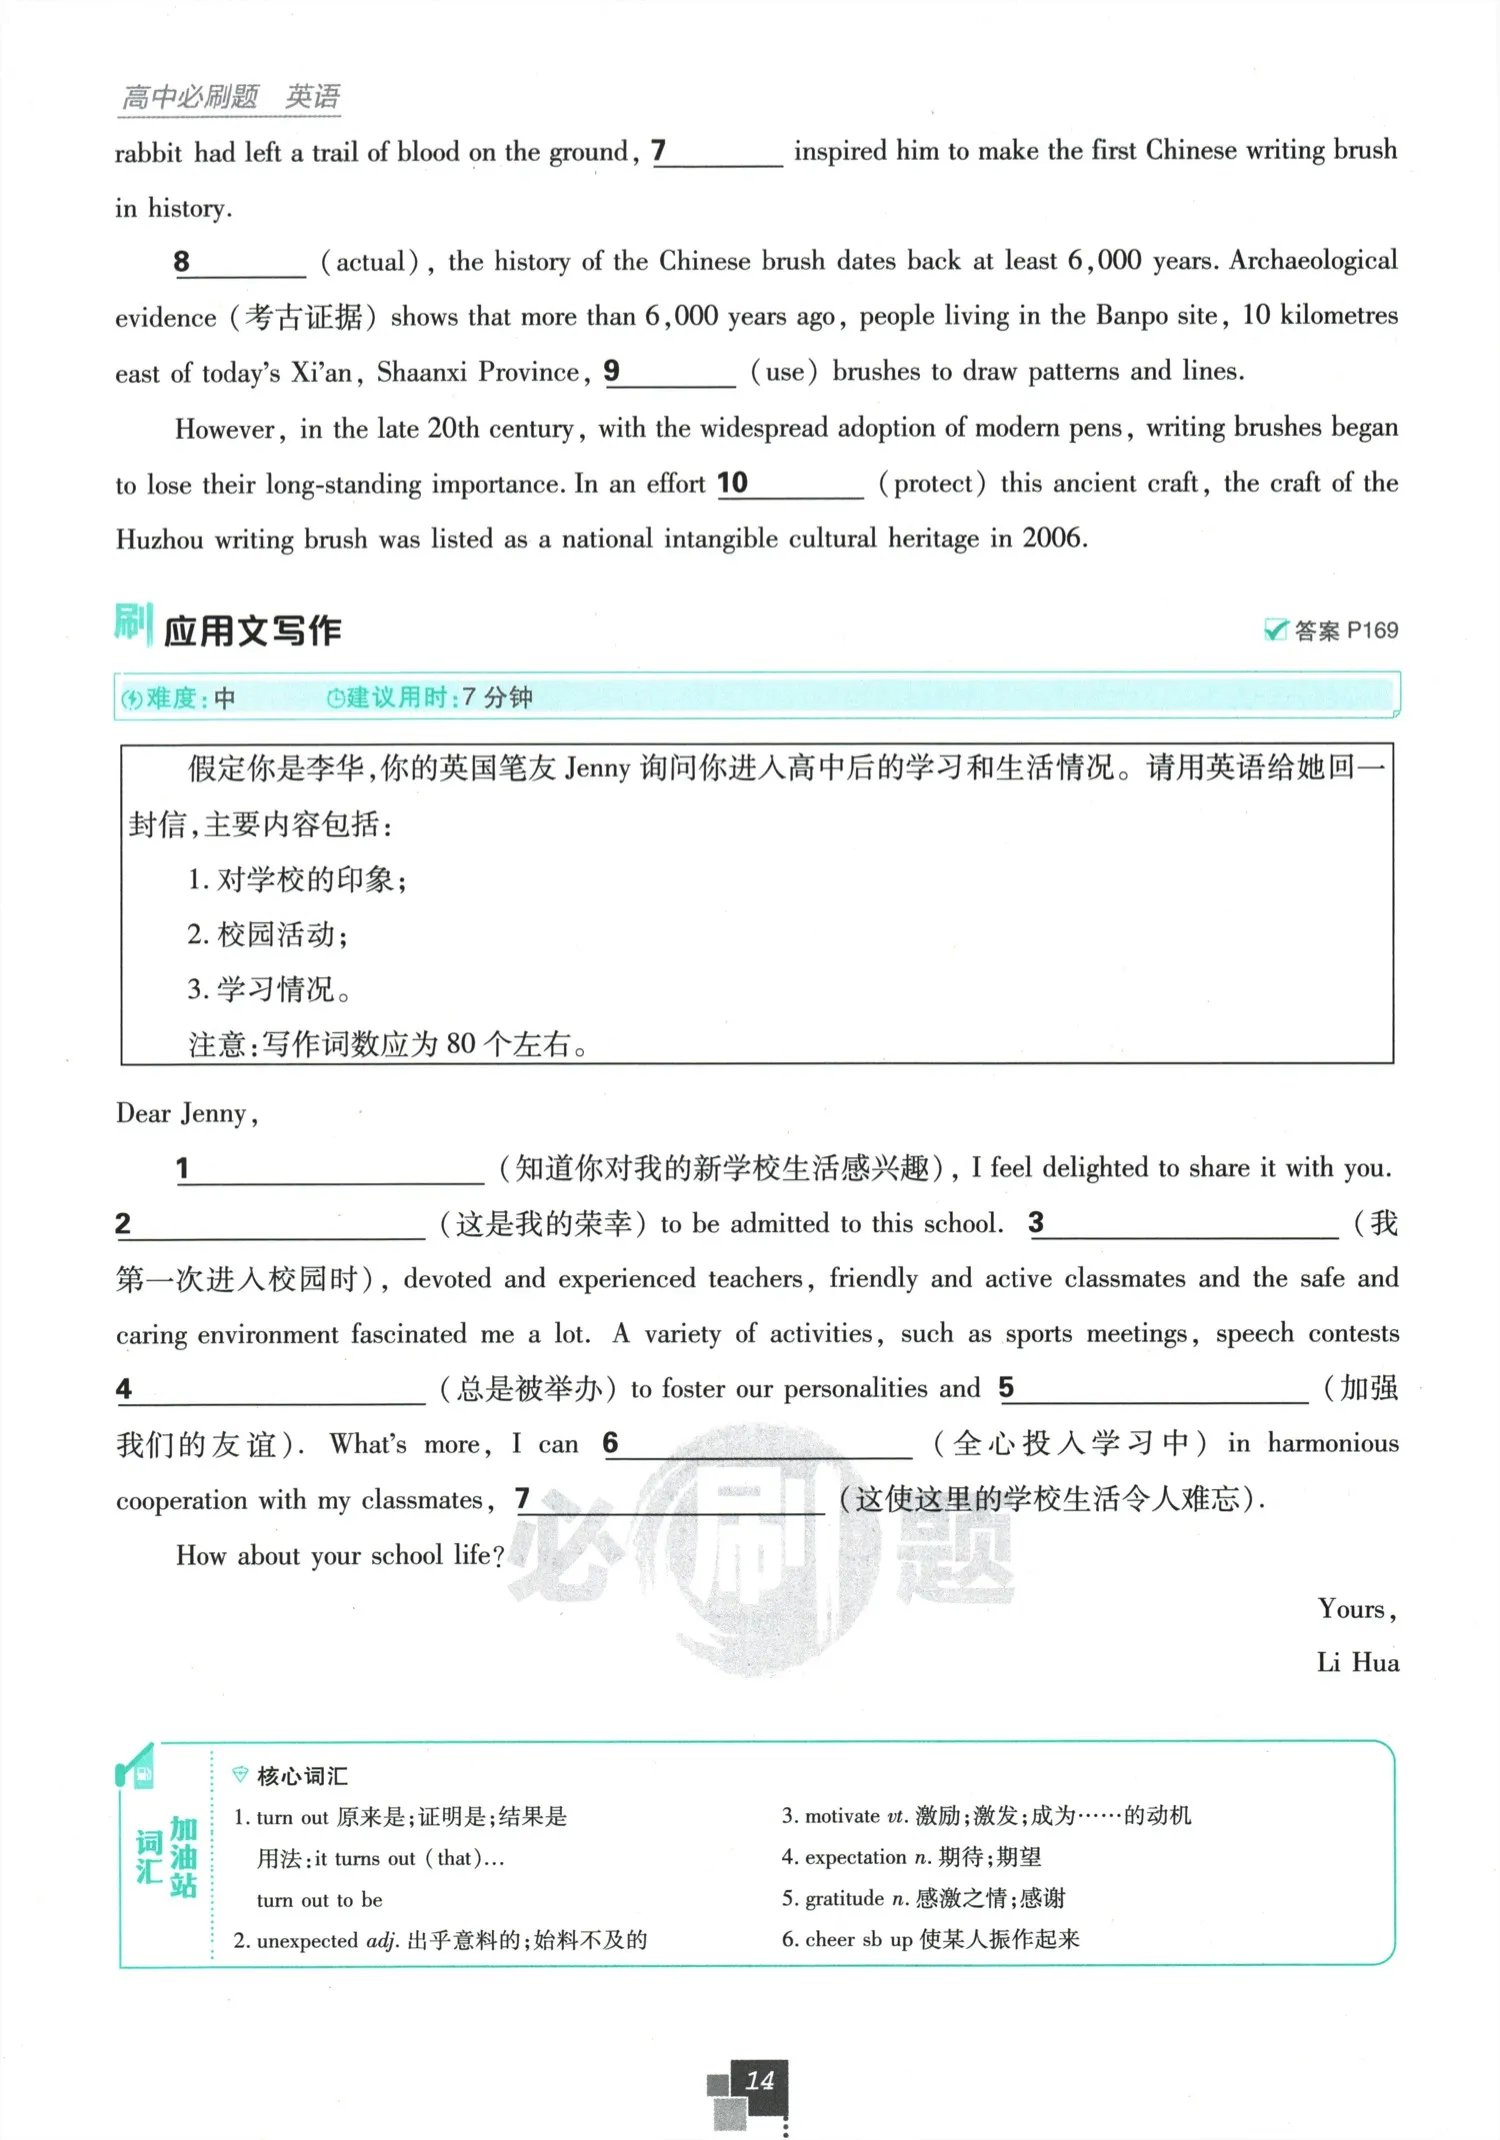 高中必刷题 英语
rabbit had left a trail of blood on the ground, 7________ inspired him to make the first Chinese writing brush
in history.
8________ (actual), the history of the Chinese brush dates back at least 6,000 years. Archaeological
evidence (考古证据) shows that more than 6,000 years ago, people living in the Banpo site, 10 kilometres
east of today's Xi'an, Shaanxi Province, 9________ (use) brushes to draw patterns and lines.
However, in the late 20th century, with the widespread adoption of modern pens, writing brushes began
to lose their long-standing importance. In an effort 10________ (protect) this ancient craft, the craft of the
Huzhou writing brush was listed as a national intangible cultural heritage in 2006.
刷 应用文写作
答案 P169
难度:中 建议用时:7 分钟
假定你是李华,你的英国笔友 Jenny 询问你进入高中后的学习和生活情况。请用英语给她回一
封信,主要内容包括:
1. 对学校的印象;
2. 校园活动;
3. 学习情况。
注意:写作词数应为 80 个左右。
Dear Jenny,
1________________ (知道你对我的新学校生活感兴趣), I feel delighted to share it with you.
2________________ (这是我的荣幸) to be admitted to this school. 3________________ (我
第一次进入校园时), devoted and experienced teachers, friendly and active classmates and the safe and
caring environment fascinated me a lot. A variety of activities, such as sports meetings, speech contests
4________________ (总是被举办) to foster our personalities and 5________________ (加强
我们的友谊). What's more, I can 6________________ (全心投入学习中) in harmonious
cooperation with my classmates, 7________________ (这使这里的学校生活令人难忘).
How about your school life?
必刷题
Yours,
Li Hua
词汇加油站
核心词汇
1. turn out 原来是;证明是;结果是
用法:it turns out (that)...
turn out to be
2. unexpected adj. 出乎意料的;始料不及的
3. motivate vt. 激励;激发;成为……的动机
4. expectation n. 期待;期望
5. gratitude n. 感激之情;感谢
6. cheer sb up 使某人振作起来
14